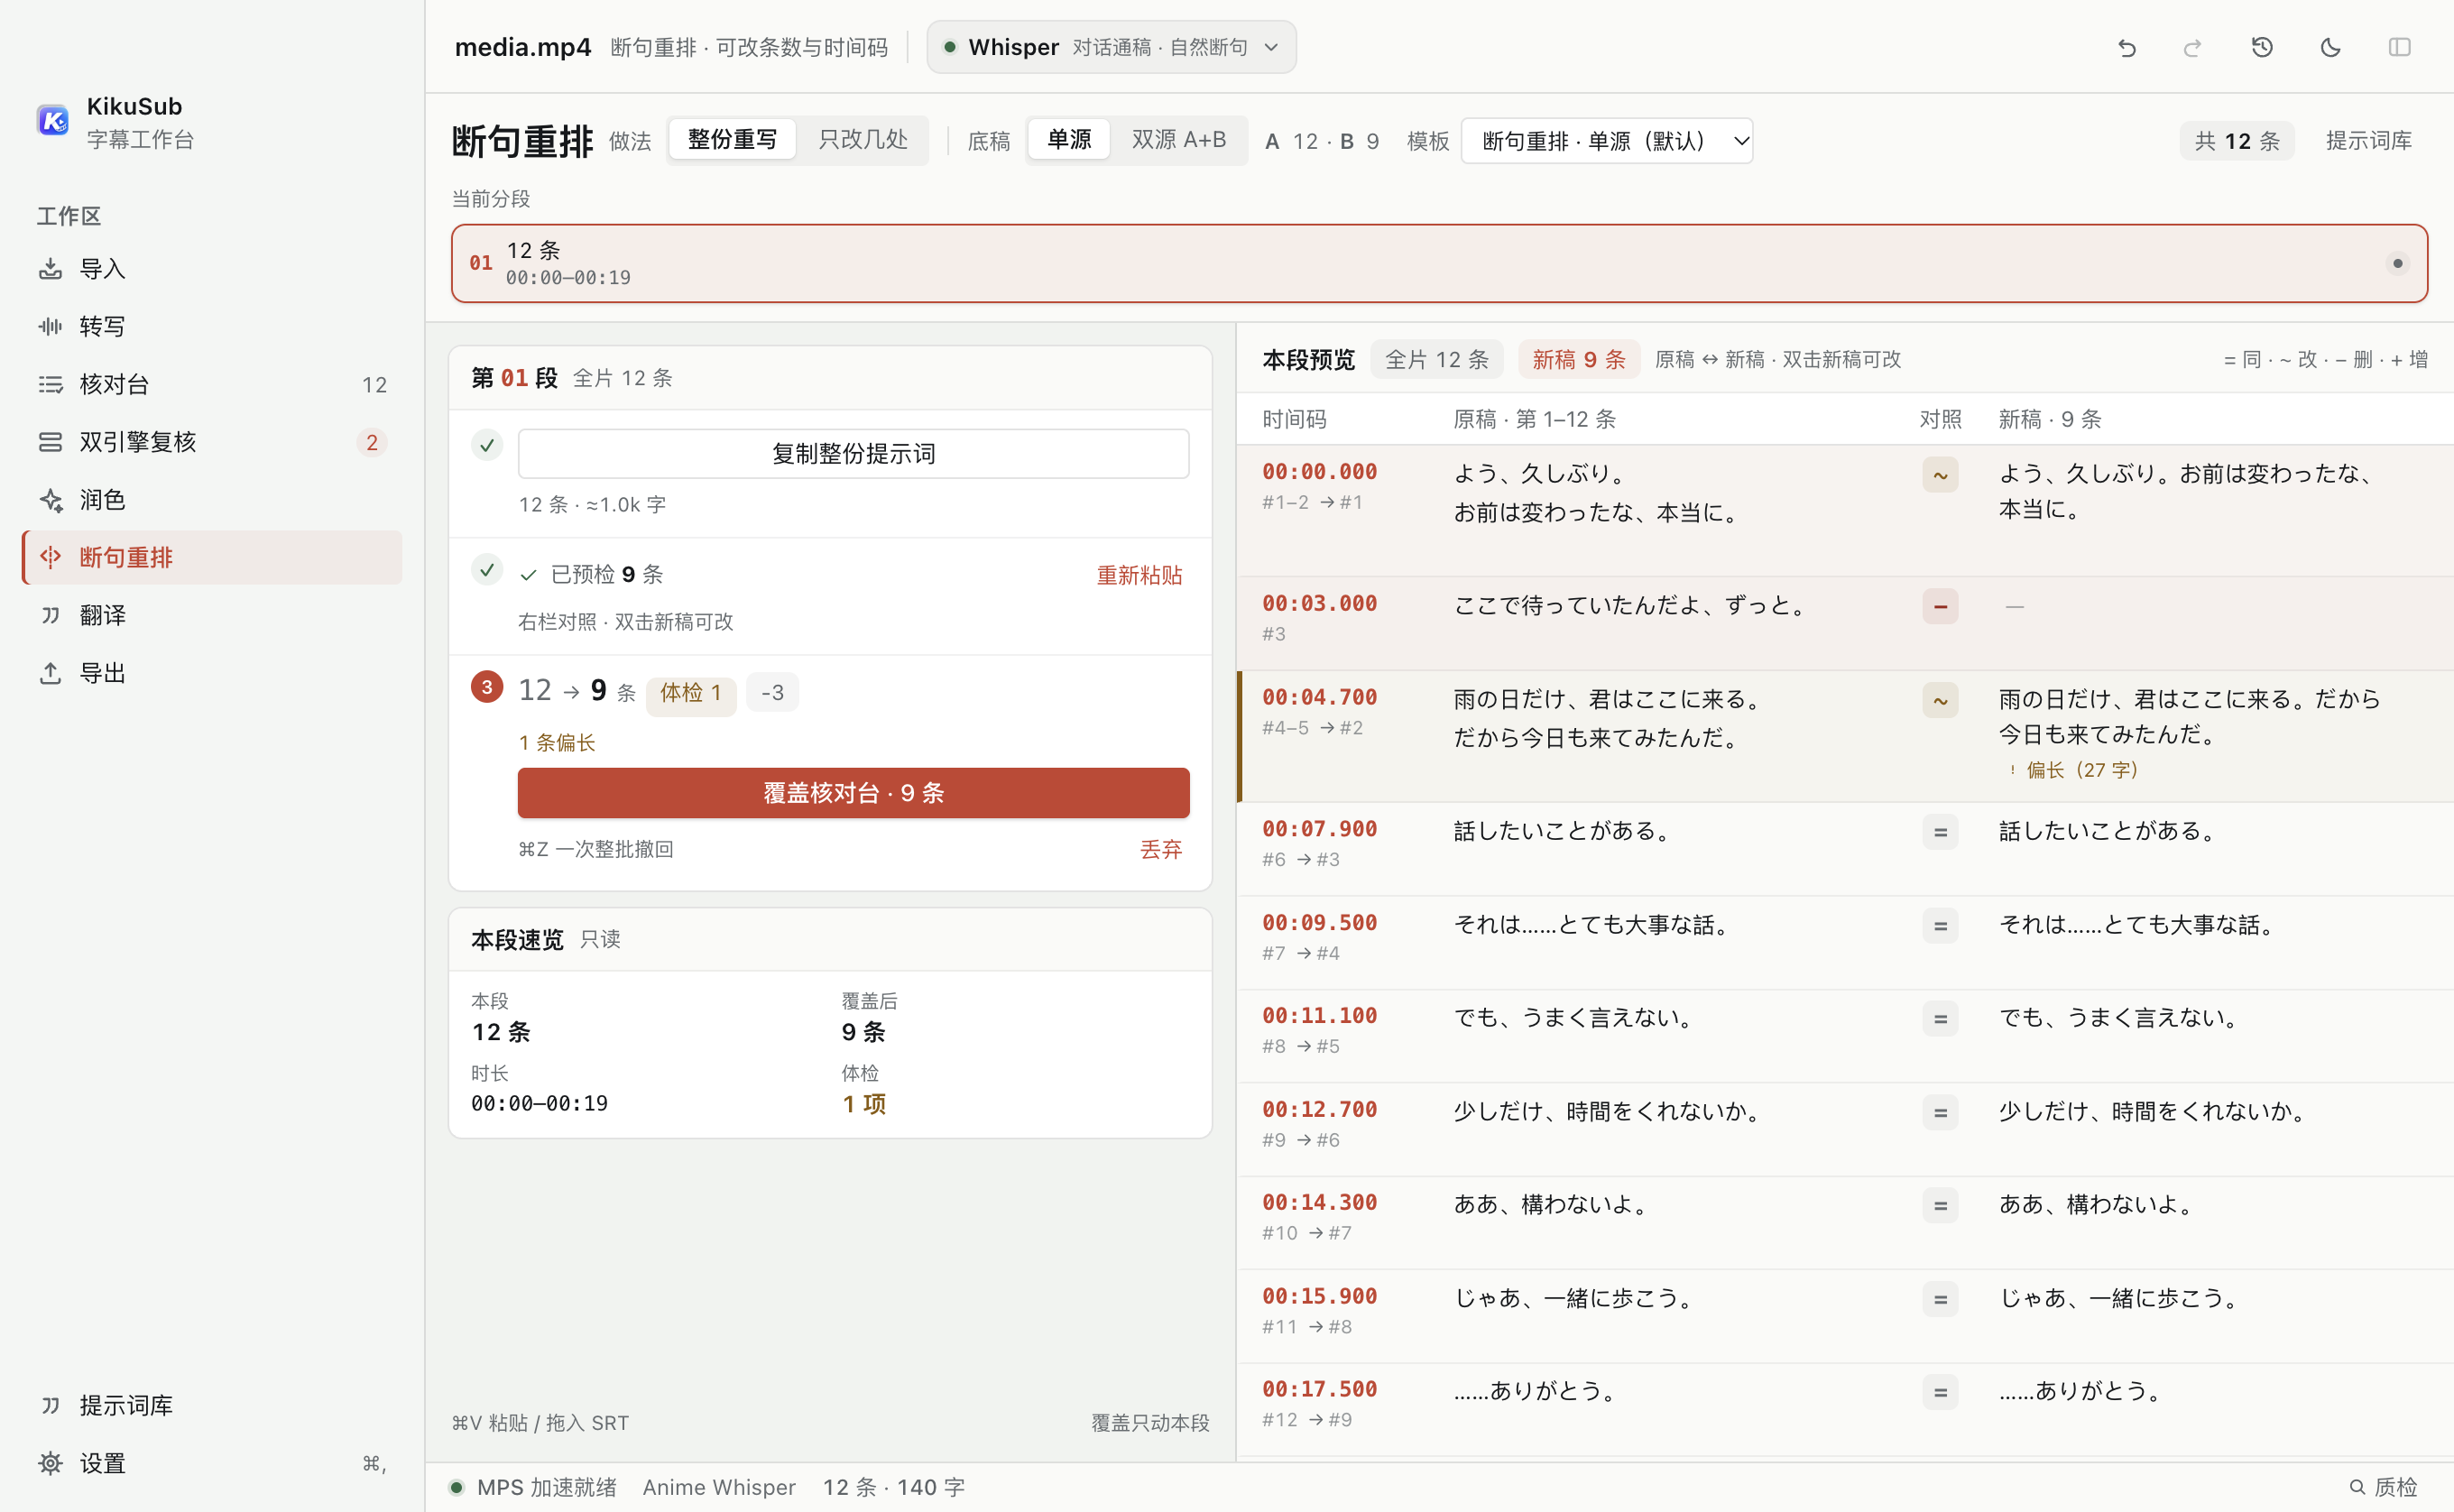 KikuSub
字幕工作台
工作区
导入
转写
核对台 12
双引擎复核 2
润色
断句重排
翻译
导出
提示词库
设置 ⌘,
media.mp4 断句重排 · 可改条数与时间码 Whisper 对话通稿 · 自然断句
断句重排 做法 整份重写 只改几处 底稿 单源 双源 A+B A 12 · B 9 模板 断句重排 · 单源（默认） 共 12 条 提示词库
当前分段
01 12 条
00:00–00:19
第 01 段 全片 12 条
复制整份提示词
12 条 · ≈1.0k 字
已预检 9 条 重新粘贴
右栏对照 · 双击新稿可改
3 12 → 9 条 体检 1 -3
1 条偏长
覆盖核对台 · 9 条
⌘Z 一次整批撤回 丢弃
本段速览 只读
本段 覆盖后
12 条 9 条
时长 体检
00:00–00:19 1 项
⌘V 粘贴 / 拖入 SRT 覆盖只动本段
本段预览 全片 12 条 新稿 9 条 原稿 ↔ 新稿 · 双击新稿可改 = 同 · ~ 改 · − 删 · + 增
时间码 原稿 · 第 1–12 条 对照 新稿 · 9 条
00:00.000 よう、久しぶり。 ~ よう、久しぶり。お前は変わったな、
#1–2 → #1 お前は変わったな、本当に。 本当に。
00:03.000 ここで待っていたんだよ、ずっと。 − —
#3
00:04.700 雨の日だけ、君はここに来る。 ~ 雨の日だけ、君はここに来る。だから
#4–5 → #2 だから今日も来てみたんだ。 今日も来てみたんだ。
! 偏长（27 字）
00:07.900 話したいことがある。 = 話したいことがある。
#6 → #3
00:09.500 それは……とても大事な話。 = それは……とても大事な話。
#7 → #4
00:11.100 でも、うまく言えない。 = でも、うまく言えない。
#8 → #5
00:12.700 少しだけ、時間をくれないか。 = 少しだけ、時間をくれないか。
#9 → #6
00:14.300 ああ、構わないよ。 = ああ、構わないよ。
#10 → #7
00:15.900 じゃあ、一緒に歩こう。 = じゃあ、一緒に歩こう。
#11 → #8
00:17.500 ……ありがとう。 = ……ありがとう。
#12 → #9
MPS 加速就绪 Anime Whisper 12 条 · 140 字 质检